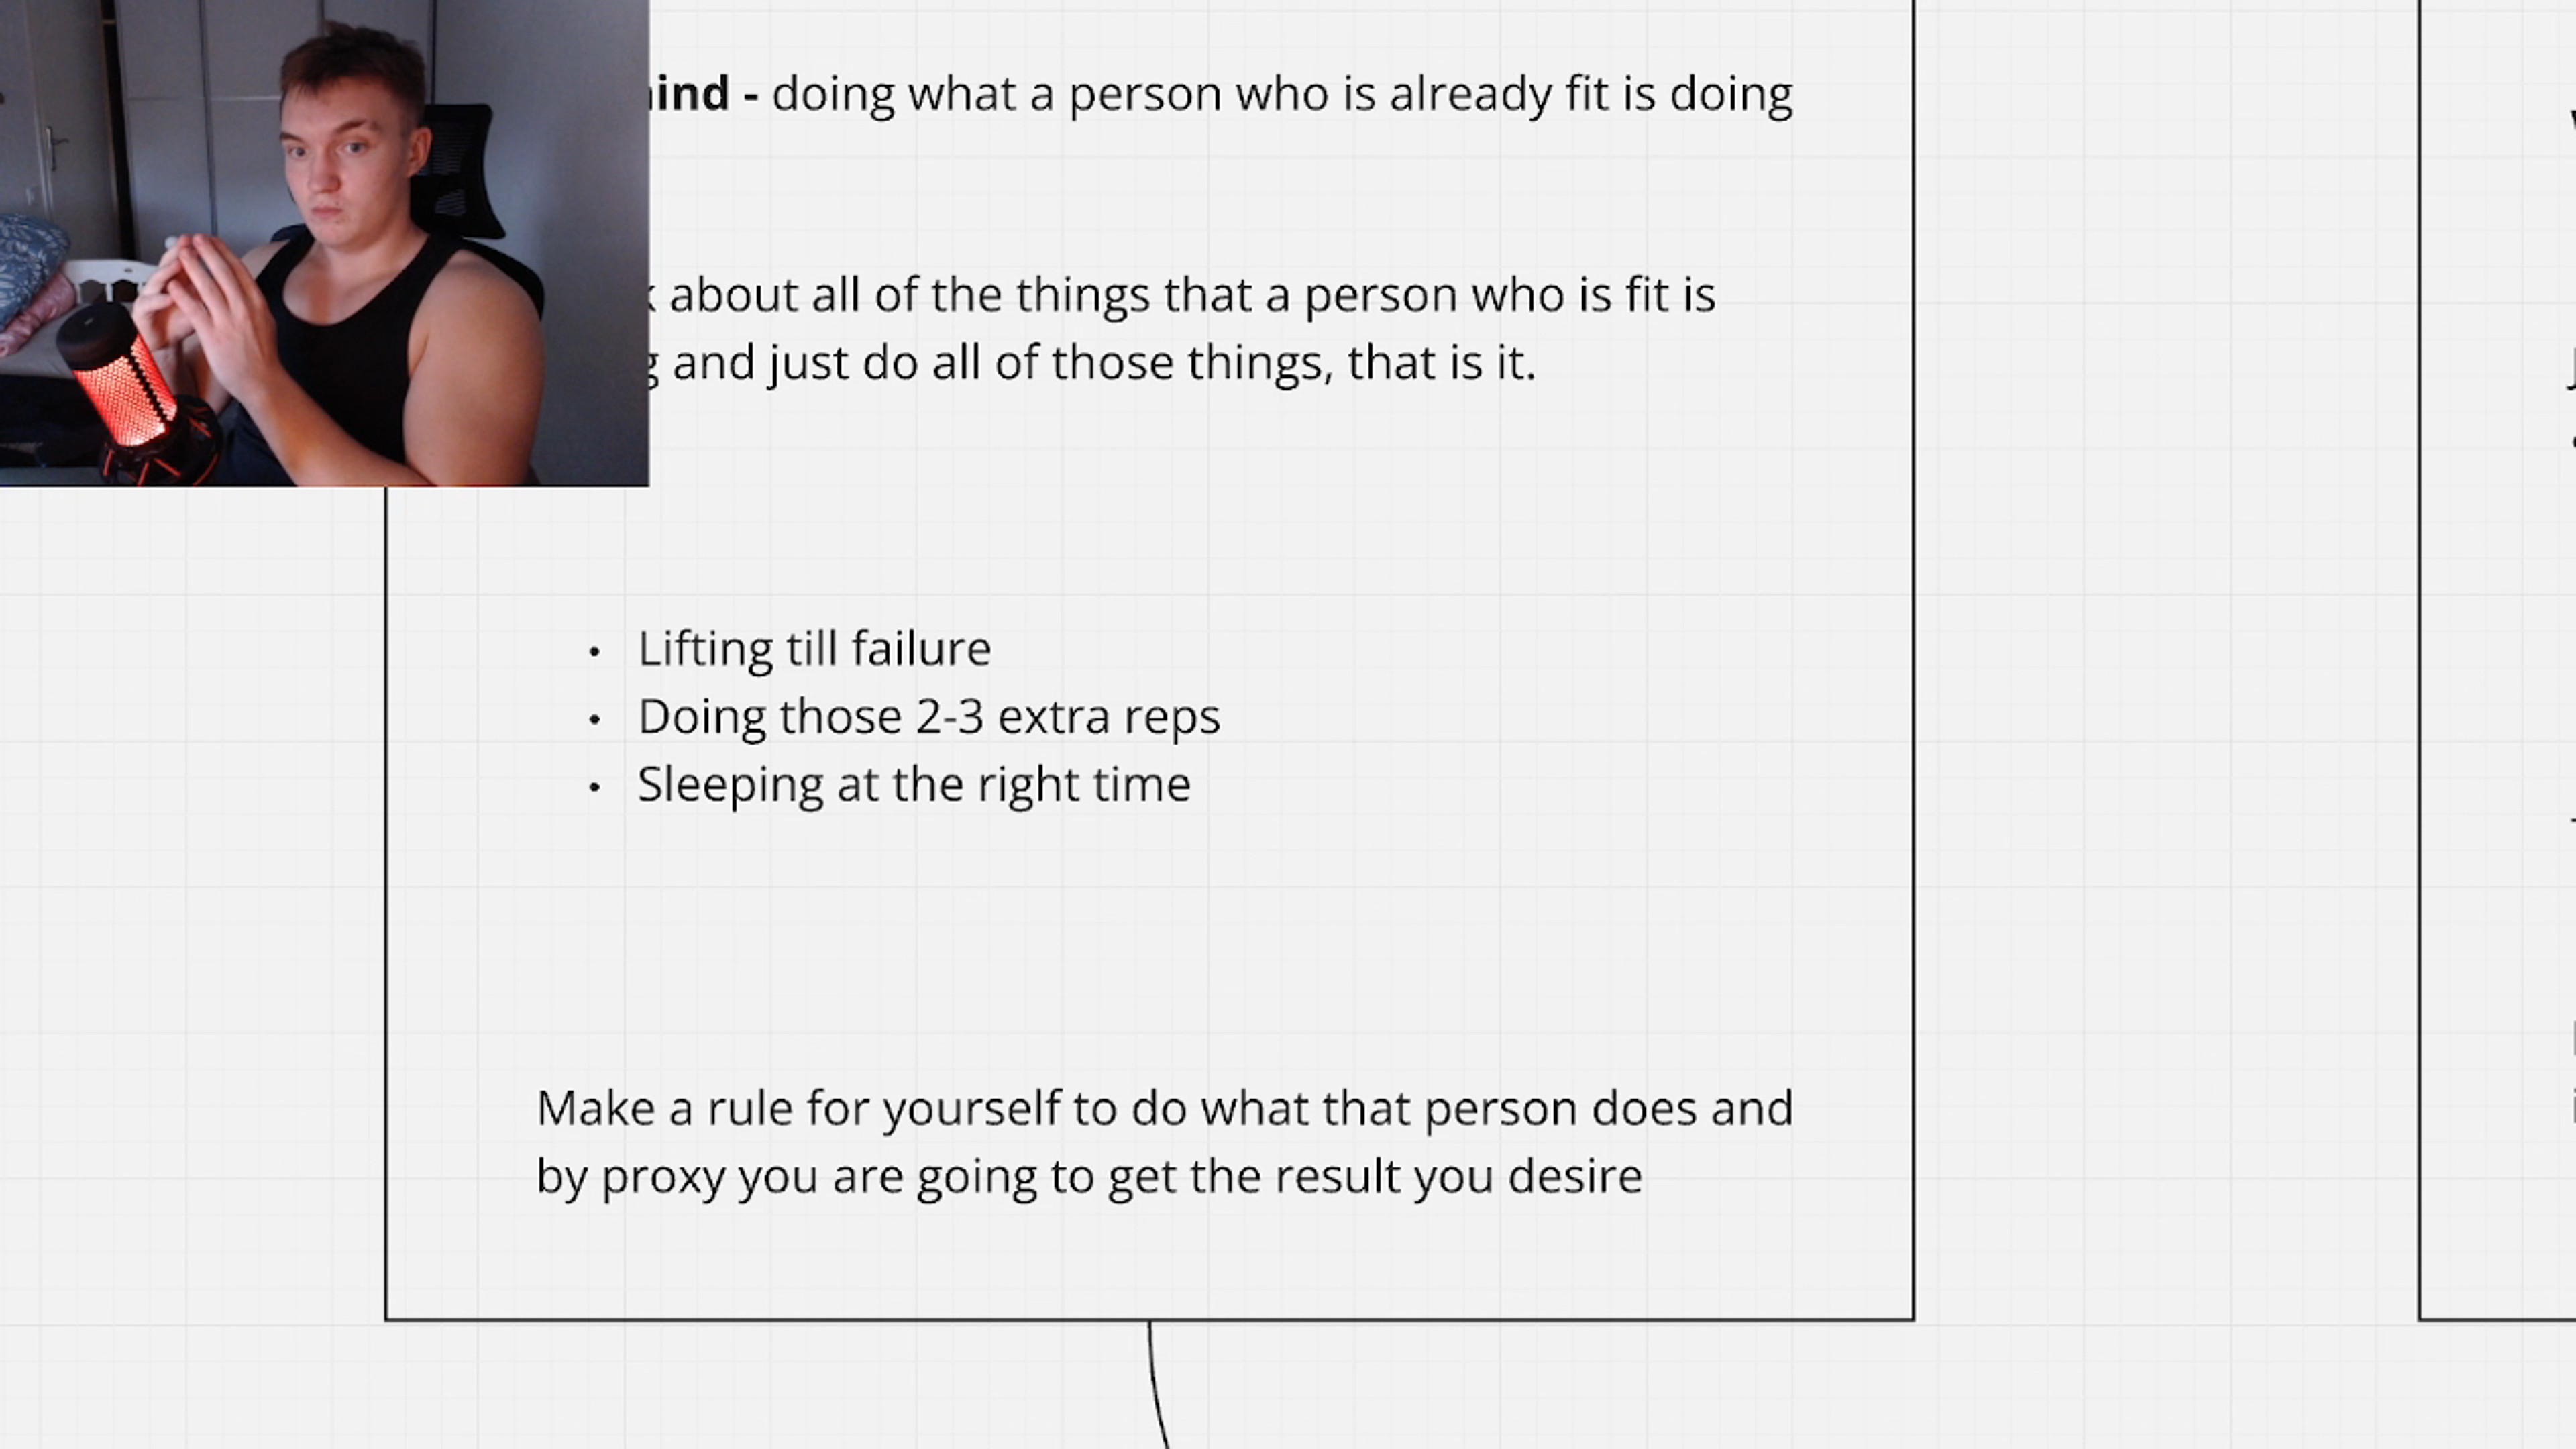 - doing what a person who is already fit is doing
about all of the things that a person who is fit is
and just do all of those things, that is it.
• Lifting till failure
• Doing those 2-3 extra reps
• Sleeping at the right time
Make a rule for yourself to do what that person does and
by proxy you are going to get the result you desire